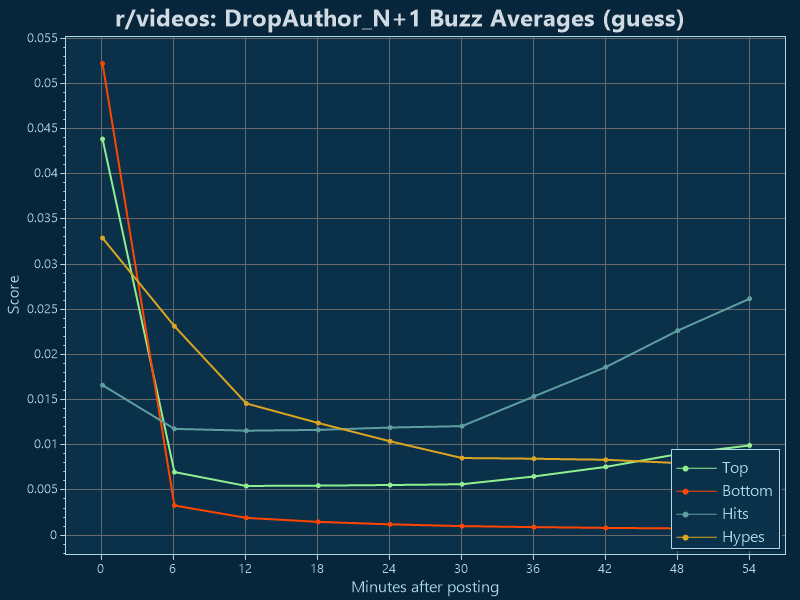 r/videos: DropAuthor_N+1 Buzz Averages (guess)
Score
0.055
0.05
0.045
0.04
0.035
0.03
0.025
0.02
0.015
0.01
0.005
0
Top
Bottom
Hits
Hypes
0 6 12 18 24 30 36 42 48 54
Minutes after posting